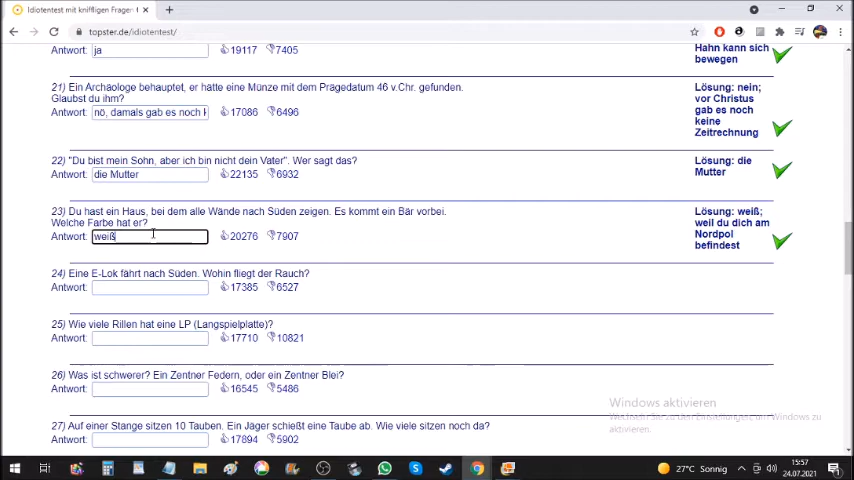 Idiotentest mit kniffligen Fragen
topster.de/idiotentest/
Antwort: ja 19117 7405
Hahn kann sich
bewegen
21) Ein Archäologe behauptet, er hätte eine Münze mit dem Prägedatum 46 v.Chr. gefunden.
Glaubst du ihm?
Antwort: nö, damals gab es noch 17086 6496
Lösung: nein;
vor Christus
gab es noch
keine
Zeitrechnung
22) "Du bist mein Sohn, aber ich bin nicht dein Vater". Wer sagt das?
Antwort: die Mutter 22135 6932
Lösung: die
Mutter
23) Du hast ein Haus, bei dem alle Wände nach Süden zeigen. Es kommt ein Bär vorbei.
Welche Farbe hat er?
Antwort: weiß 20276 7907
Lösung: weiß;
weil du dich am
Nordpol
befindest
24) Eine E-Lok fährt nach Süden. Wohin fliegt der Rauch?
Antwort: 17385 6527
25) Wie viele Rillen hat eine LP (Langspielplatte)?
Antwort: 17710 10821
26) Was ist schwerer? Ein Zentner Federn, oder ein Zentner Blei?
Antwort: 16545 5486
27) Auf einer Stange sitzen 10 Tauben. Ein Jäger schießt eine Taube ab. Wie viele sitzen noch da?
Antwort: 17894 5902
Windows aktivieren
Wechseln Sie zu den Einstellungen, um Windows zu
aktivieren.
27°C Sonnig
15:57
24.07.2021